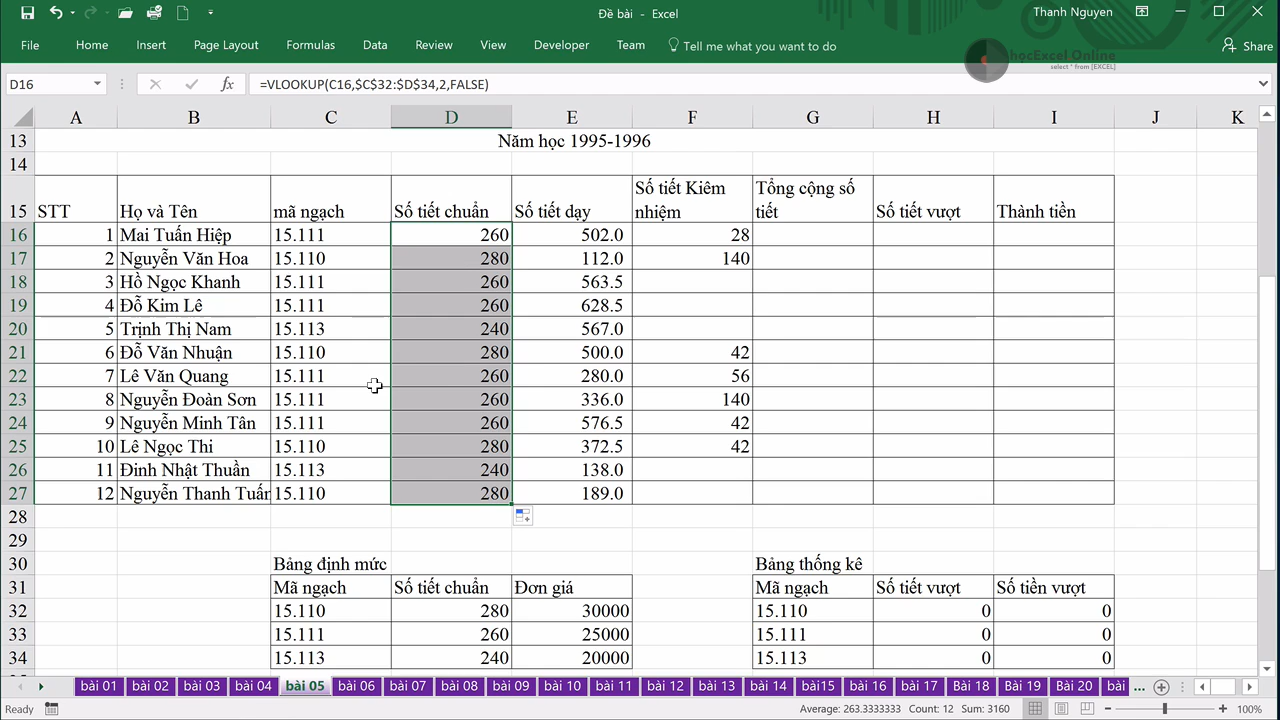 Đề bài - Excel
Thanh Nguyen
File Home Insert Page Layout Formulas Data Review View Developer Team Tell me what you want to do Share
học Excel Online
select * from [EXCEL]
D16 fx =VLOOKUP(C16,$C$32:$D$34,2,FALSE)
A B C D E F G H I J K
13 Năm học 1995-1996
14
15 STT Họ và Tên mã ngạch Số tiết chuẩn Số tiết dạy Số tiết Kiêm nhiệm Tổng cộng số tiết Số tiết vượt Thành tiền
16 1 Mai Tuấn Hiệp 15.111 260 502.0 28
17 2 Nguyễn Văn Hoa 15.110 280 112.0 140
18 3 Hồ Ngọc Khanh 15.111 260 563.5
19 4 Đỗ Kim Lê 15.111 260 628.5
20 5 Trịnh Thị Nam 15.113 240 567.0
21 6 Đỗ Văn Nhuận 15.110 280 500.0 42
22 7 Lê Văn Quang 15.111 260 280.0 56
23 8 Nguyễn Đoàn Sơn 15.111 260 336.0 140
24 9 Nguyễn Minh Tân 15.111 260 576.5 42
25 10 Lê Ngọc Thi 15.110 280 372.5 42
26 11 Đinh Nhật Thuần 15.113 240 138.0
27 12 Nguyễn Thanh Tuấn 15.110 280 189.0
28
29
30 Bảng định mức Bảng thống kê
31 Mã ngạch Số tiết chuẩn Đơn giá Mã ngạch Số tiết vượt Số tiền vượt
32 15.110 280 30000 15.110 0 0
33 15.111 260 25000 15.111 0 0
34 15.113 240 20000 15.113 0 0
bài 01 bài 02 bài 03 bài 04 bài 05 bài 06 bài 07 bài 08 bài 09 bài 10 bài 11 bài 12 bài 13 bài 14 bài15 bài 16 bài 17 Bài 18 Bài 19 Bài 20 bài ...
Ready Average: 263.3333333 Count: 12 Sum: 3160 100%